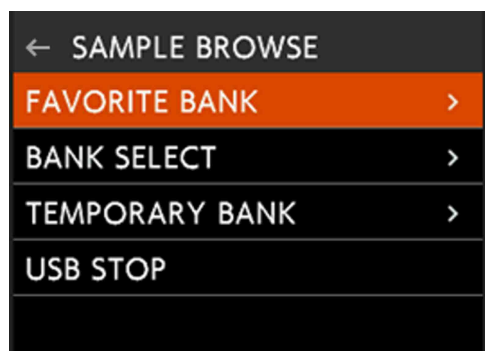 ← SAMPLE BROWSE
FAVORITE BANK >
BANK SELECT >
TEMPORARY BANK >
USB STOP